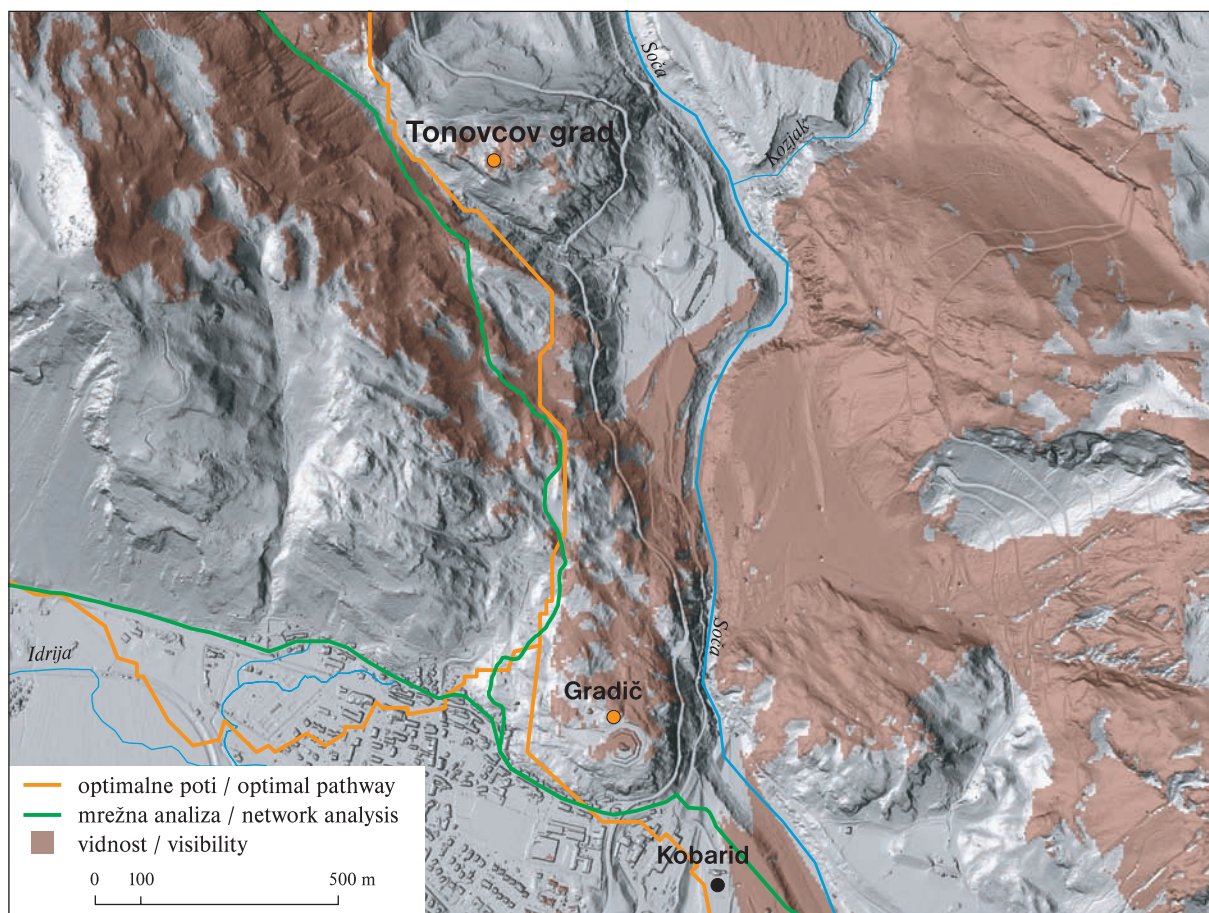 Soča
Kozjak
Tonovcov grad
Soča
Idrija
Gradič
optimalne poti / optimal pathway
mrežna analiza / network analysis
vidnost / visibility
0 100 500 m
Kobarid